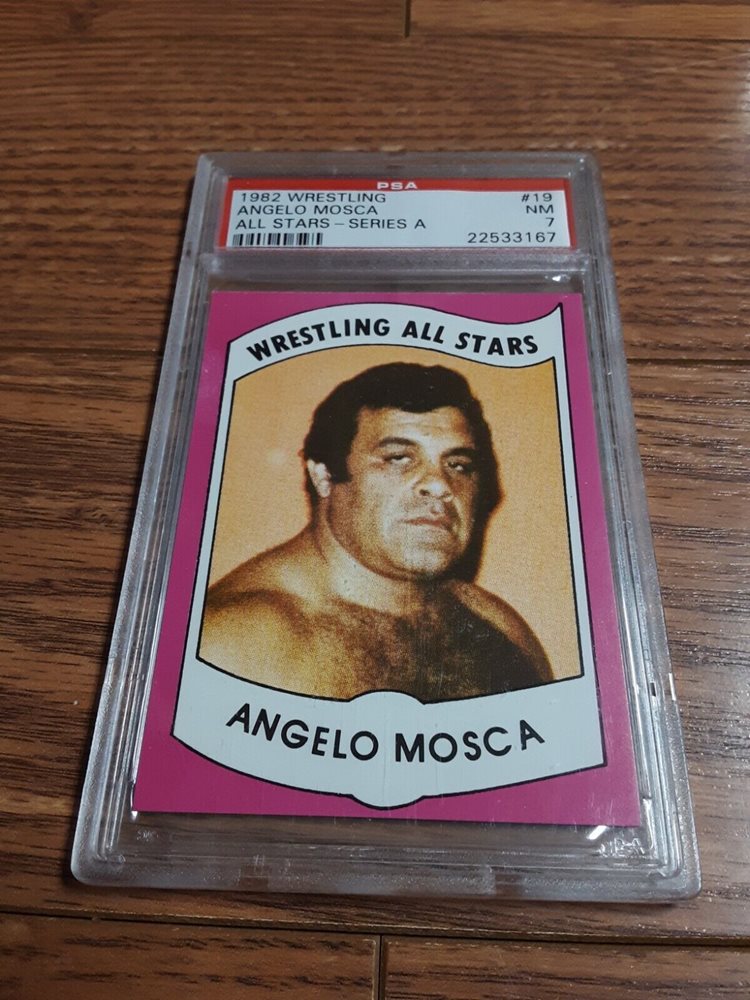 PSA
1982 WRESTLING #19
ANGELO MOSCA NM
ALL STARS - SERIES A 7
22533167
WRESTLING ALL STARS
ANGELO MOSCA